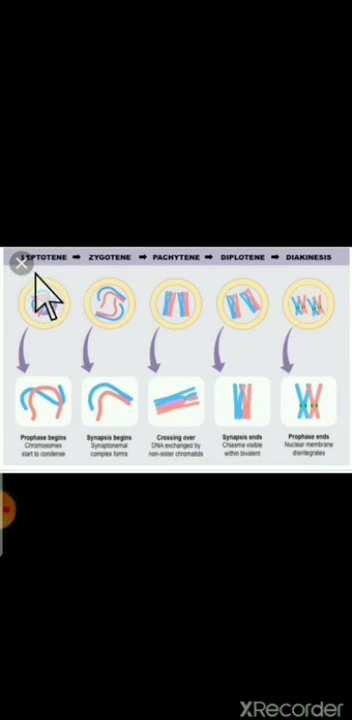 LEPTOTENE ➡ ZYGOTENE ➡ PACHYTENE ➡ DIPLOTENE ➡ DIAKINESIS
Prophase begins
Chromosomes
start to condense
Synapsis begins
Synaptonemal
complex forms
Crossing over
DNA exchanged by
non-sister chromatids
Synapsis ends
Chiasma visible
within bivalent
Prophase ends
Nuclear membrane
disintegrates
XRecorder